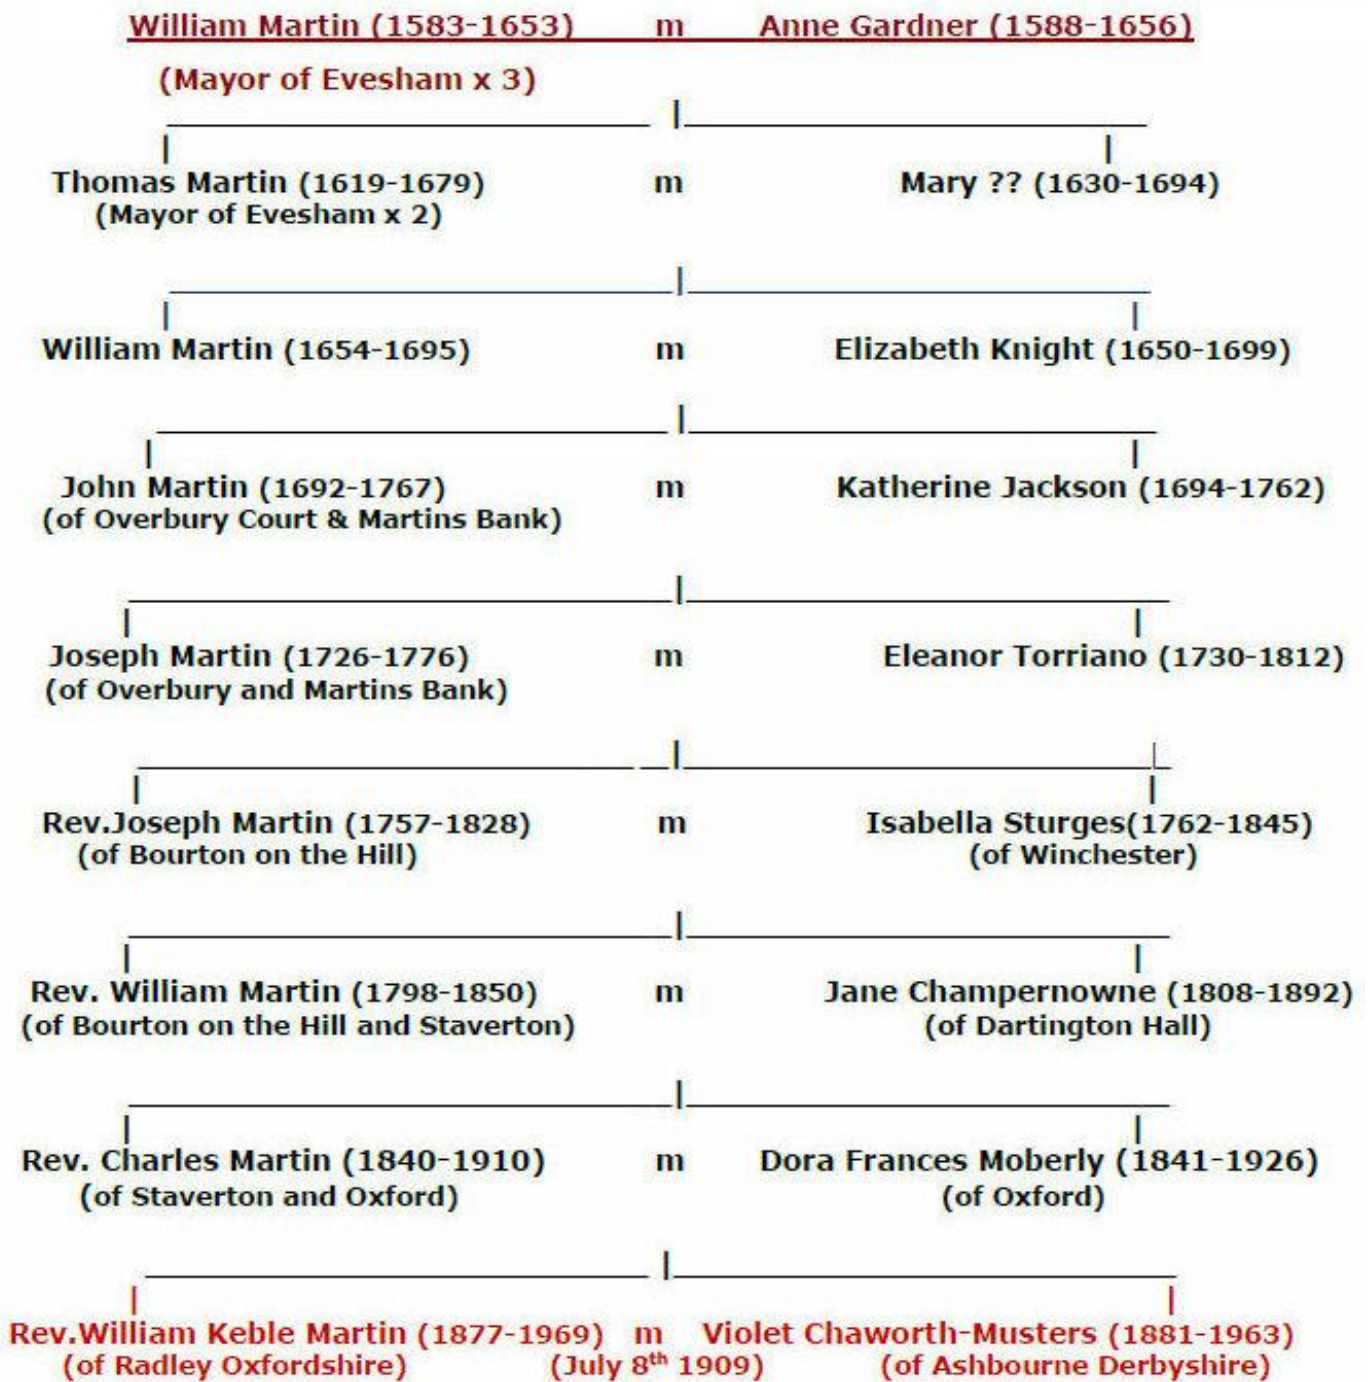 William Martin (1583-1653) m Anne Gardner (1588-1656)
(Mayor of Evesham x 3)
Thomas Martin (1619-1679) m Mary ?? (1630-1694)
(Mayor of Evesham x 2)
William Martin (1654-1695) m Elizabeth Knight (1650-1699)
John Martin (1692-1767) m Katherine Jackson (1694-1762)
(of Overbury Court & Martins Bank)
Joseph Martin (1726-1776) m Eleanor Torriano (1730-1812)
(of Overbury and Martins Bank)
Rev.Joseph Martin (1757-1828) m Isabella Sturges(1762-1845)
(of Bourton on the Hill) (of Winchester)
Rev. William Martin (1798-1850) m Jane Champernowne (1808-1892)
(of Bourton on the Hill and Staverton) (of Dartington Hall)
Rev. Charles Martin (1840-1910) m Dora Frances Moberly (1841-1926)
(of Staverton and Oxford) (of Oxford)
Rev.William Keble Martin (1877-1969) m Violet Chaworth-Musters (1881-1963)
(of Radley Oxfordshire) (July 8th 1909) (of Ashbourne Derbyshire)